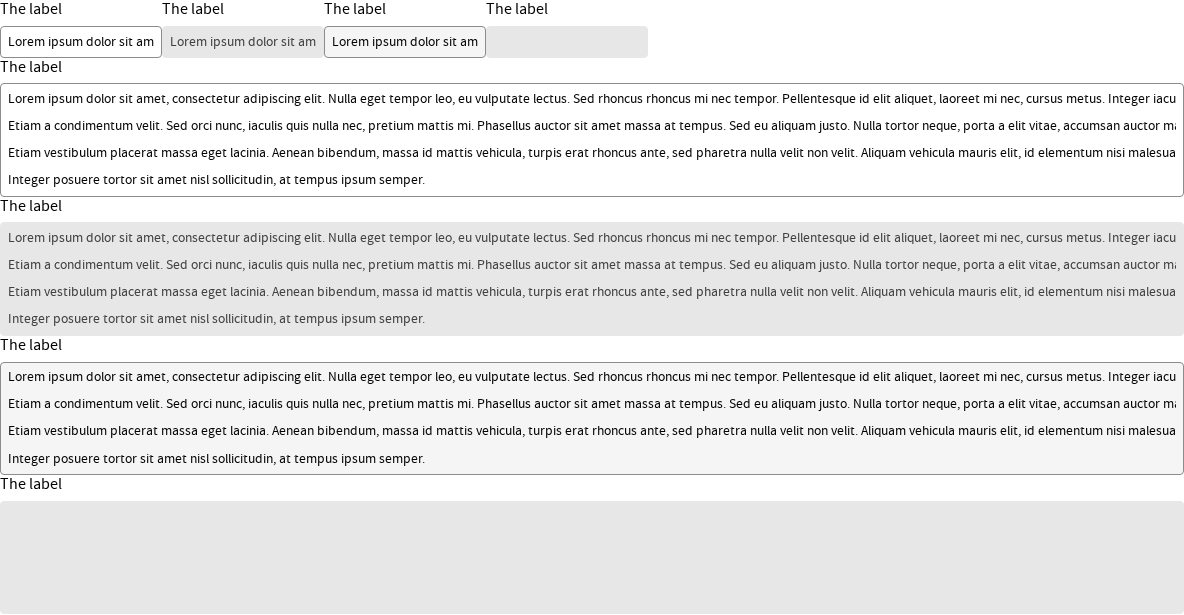 The label The label The label The label
Lorem ipsum dolor sit am Lorem ipsum dolor sit am Lorem ipsum dolor sit am
The label
Lorem ipsum dolor sit amet, consectetur adipiscing elit. Nulla eget tempor leo, eu vulputate lectus. Sed rhoncus rhoncus mi nec tempor. Pellentesque id elit aliquet, laoreet mi nec, cursus metus. Integer iacu
Etiam a condimentum velit. Sed orci nunc, iaculis quis nulla nec, pretium mattis mi. Phasellus auctor sit amet massa at tempus. Sed eu aliquam justo. Nulla tortor neque, porta a elit vitae, accumsan auctor ma
Etiam vestibulum placerat massa eget lacinia. Aenean bibendum, massa id mattis vehicula, turpis erat rhoncus ante, sed pharetra nulla velit non velit. Aliquam vehicula mauris elit, id elementum nisi malesua
Integer posuere tortor sit amet nisl sollicitudin, at tempus ipsum semper.
The label
Lorem ipsum dolor sit amet, consectetur adipiscing elit. Nulla eget tempor leo, eu vulputate lectus. Sed rhoncus rhoncus mi nec tempor. Pellentesque id elit aliquet, laoreet mi nec, cursus metus. Integer iacu
Etiam a condimentum velit. Sed orci nunc, iaculis quis nulla nec, pretium mattis mi. Phasellus auctor sit amet massa at tempus. Sed eu aliquam justo. Nulla tortor neque, porta a elit vitae, accumsan auctor ma
Etiam vestibulum placerat massa eget lacinia. Aenean bibendum, massa id mattis vehicula, turpis erat rhoncus ante, sed pharetra nulla velit non velit. Aliquam vehicula mauris elit, id elementum nisi malesua
Integer posuere tortor sit amet nisl sollicitudin, at tempus ipsum semper.
The label
Lorem ipsum dolor sit amet, consectetur adipiscing elit. Nulla eget tempor leo, eu vulputate lectus. Sed rhoncus rhoncus mi nec tempor. Pellentesque id elit aliquet, laoreet mi nec, cursus metus. Integer iacu
Etiam a condimentum velit. Sed orci nunc, iaculis quis nulla nec, pretium mattis mi. Phasellus auctor sit amet massa at tempus. Sed eu aliquam justo. Nulla tortor neque, porta a elit vitae, accumsan auctor ma
Etiam vestibulum placerat massa eget lacinia. Aenean bibendum, massa id mattis vehicula, turpis erat rhoncus ante, sed pharetra nulla velit non velit. Aliquam vehicula mauris elit, id elementum nisi malesua
Integer posuere tortor sit amet nisl sollicitudin, at tempus ipsum semper.
The label